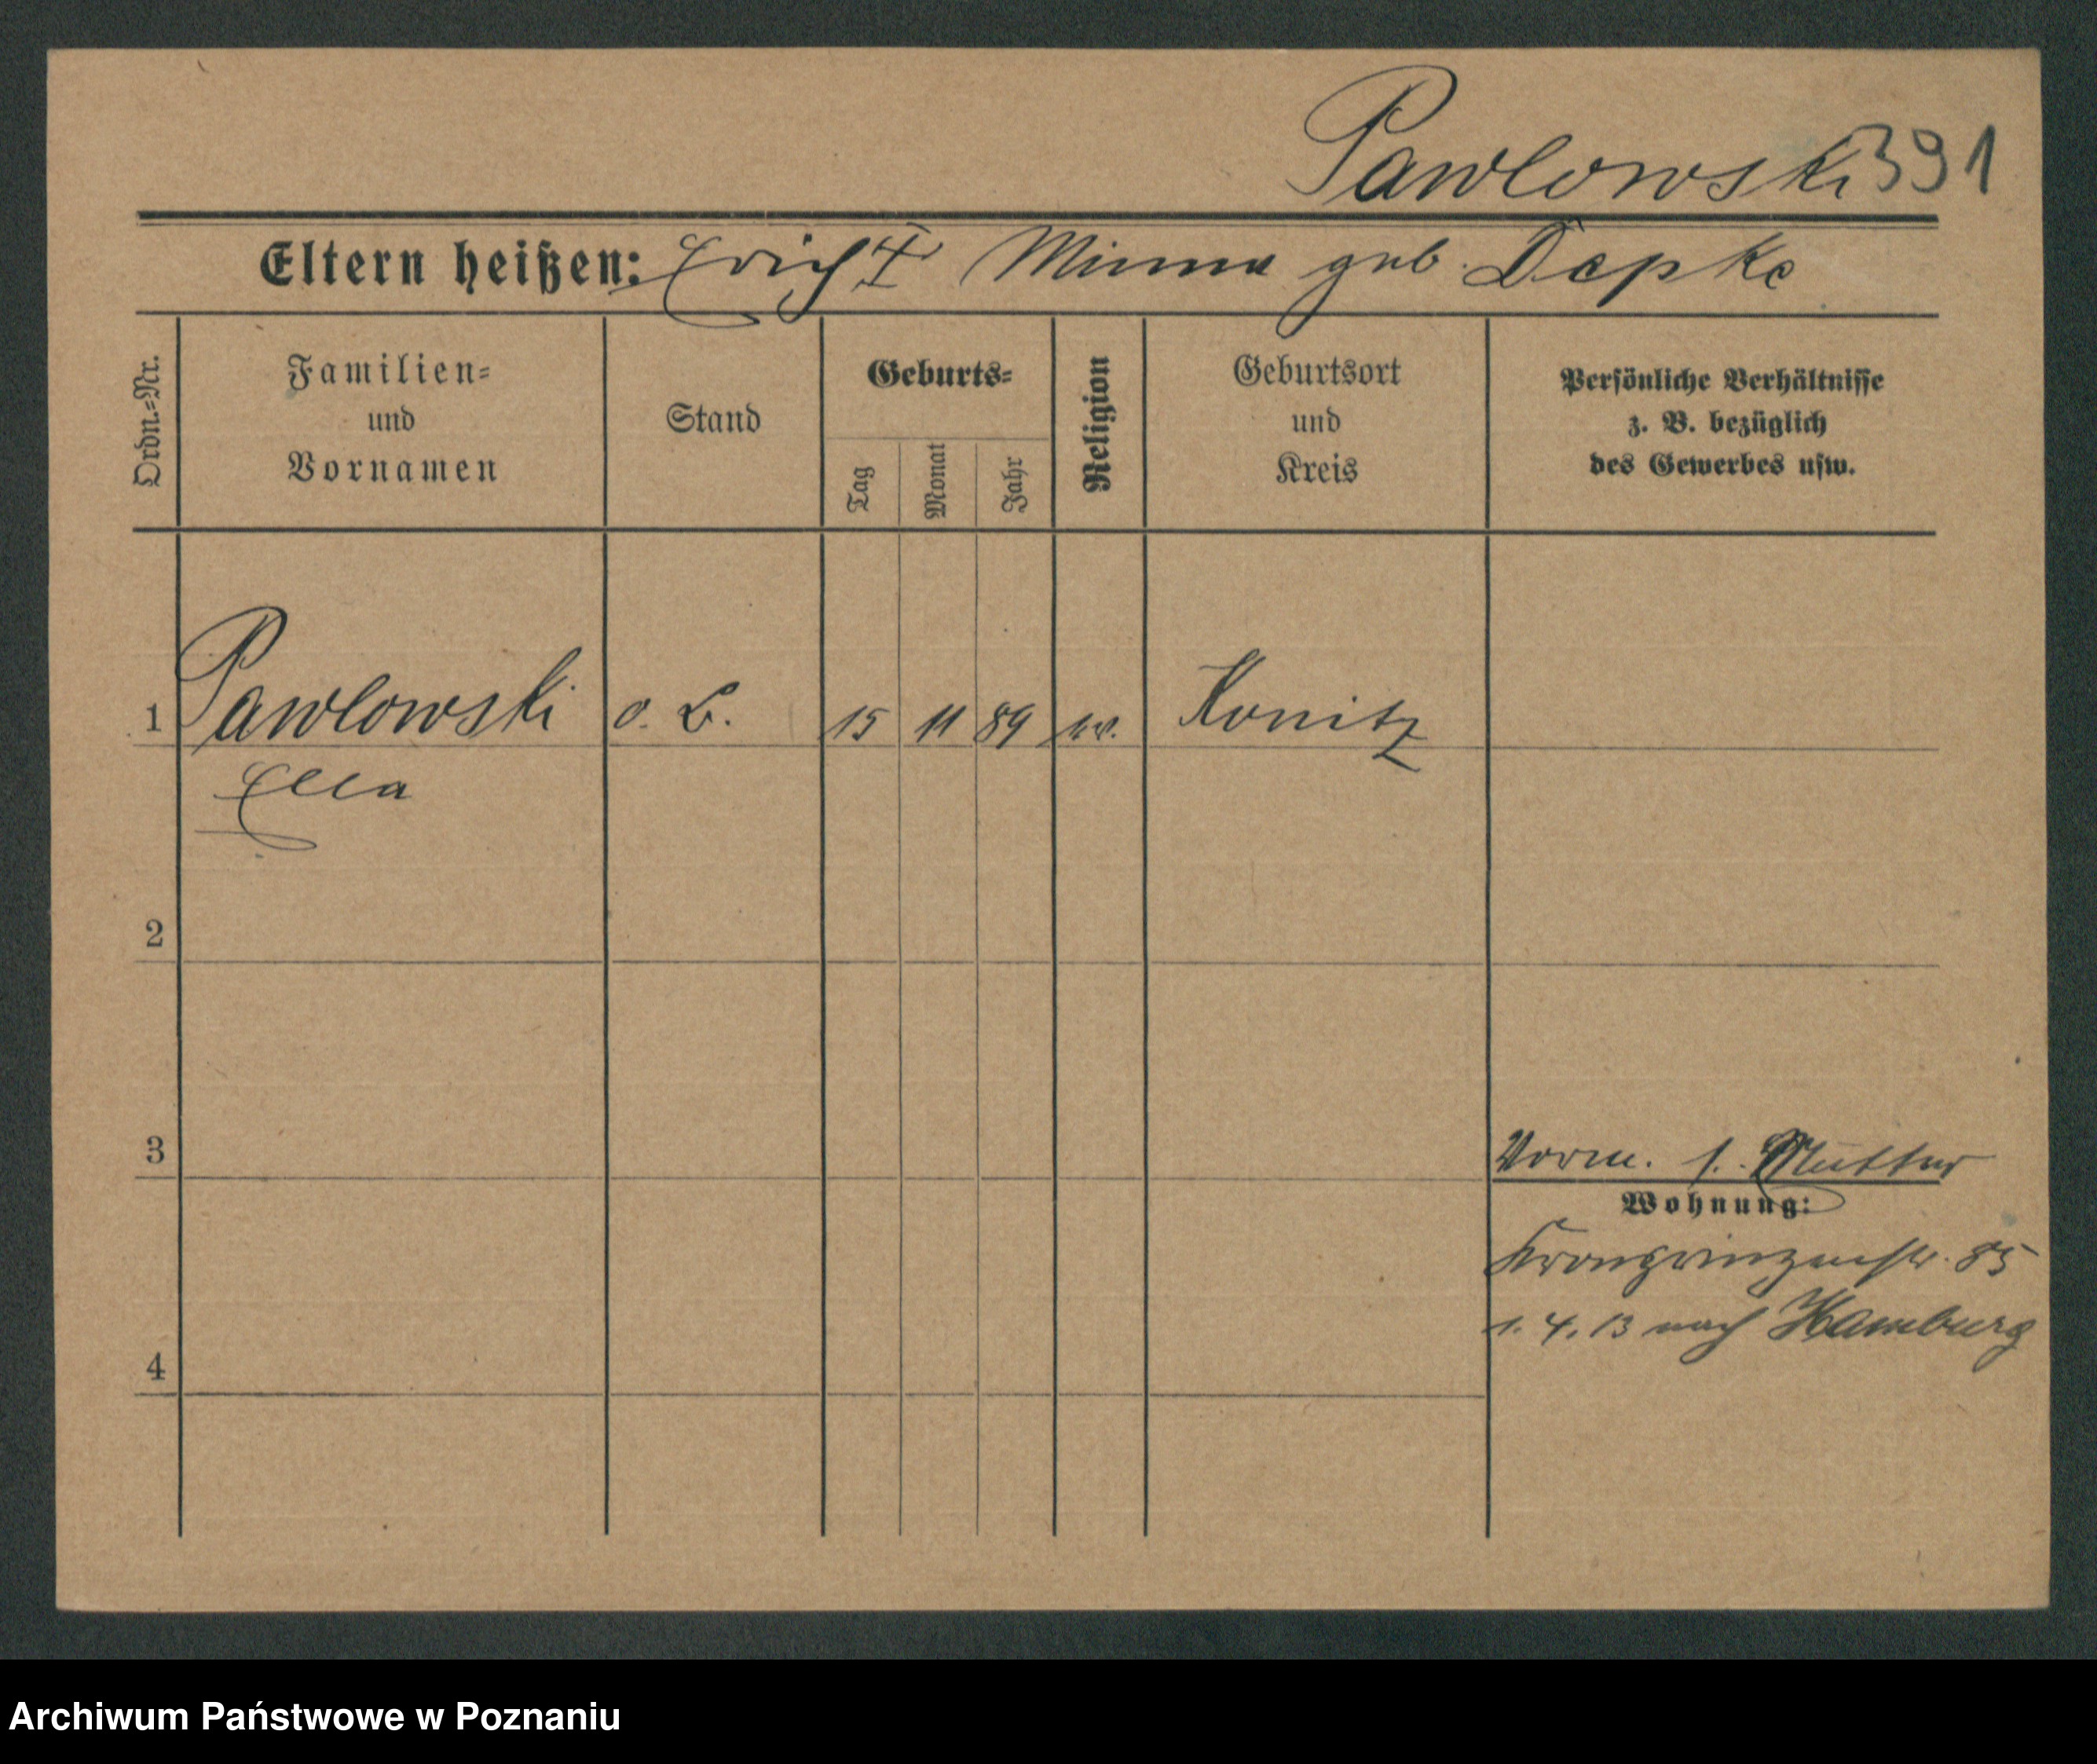 Pawlowski 391
Eltern heißen: Erich † Minna geb. Depke
Ordn.=Nr.
Familien=
und
Vornamen
Stand
Geburts=
Tag
Monat
Jahr
Religion
Geburtsort
und
Kreis
Persönliche Verhältnisse
z. B. bezüglich
des Gewerbes usw.
1 Pawlowski o. B. 15 11 89 ev. Konitz
Ella
2
3
Vorm. s. Mutter
Wohnung:
Kronprinzenstr. 85
1. 4. 13 nach Hamburg
4
Archiwum Państwowe w Poznaniu